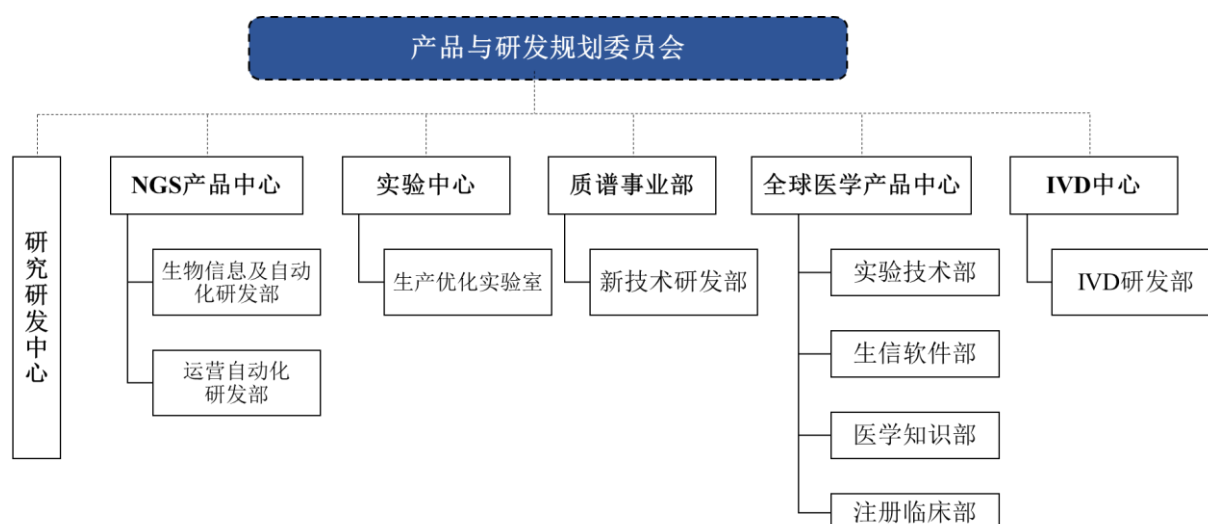 产品与研发规划委员会
研究研发中心
NGS产品中心
生物信息及自动
化研发部
运营自动化
研发部
实验中心
生产优化实验室
质谱事业部
新技术研发部
全球医学产品中心
实验技术部
生信软件部
医学知识部
注册临床部
IVD中心
IVD研发部